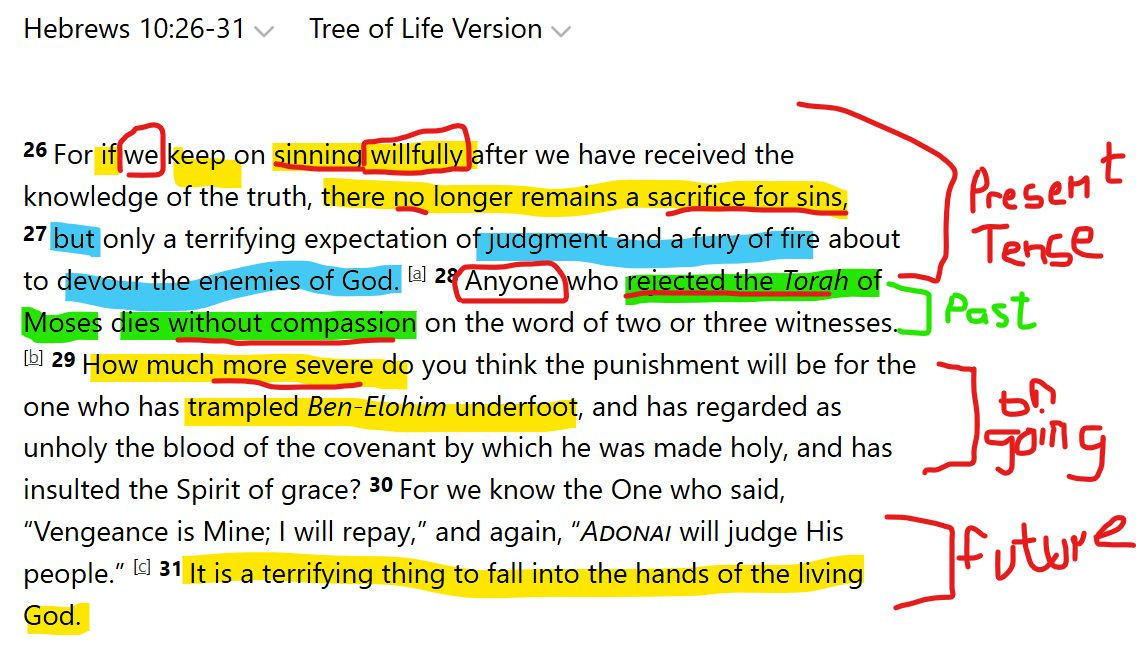 Hebrews 10:26-31 Tree of Life Version
26 For if we keep on sinning willfully after we have received the
knowledge of the truth, there no longer remains a sacrifice for sins,
27 but only a terrifying expectation of judgment and a fury of fire about
to devour the enemies of God. [a] 28 Anyone who rejected the Torah of
Moses dies without compassion on the word of two or three witnesses.
[b] 29 How much more severe do you think the punishment will be for the
one who has trampled Ben-Elohim underfoot, and has regarded as
unholy the blood of the covenant by which he was made holy, and has
insulted the Spirit of grace? 30 For we know the One who said,
“Vengeance is Mine; I will repay,” and again, “ADONAI will judge His
people.” [c] 31 It is a terrifying thing to fall into the hands of the living
God.
Present
Tense
Past
on
going
future